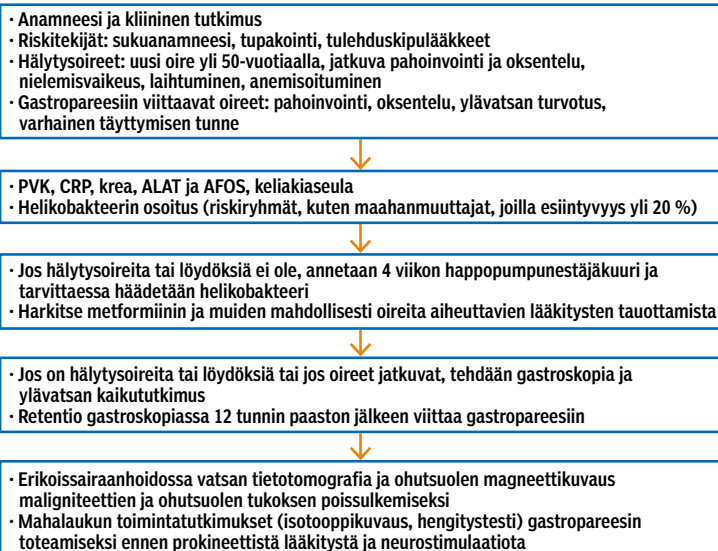 · Anamneesi ja kliininen tutkimus
· Riskitekijät: sukuanamneesi, tupakointi, tulehduskipulääkkeet
· Hälytysoireet: uusi oire yli 50-vuotiaalla, jatkuva pahoinvointi ja oksentelu,
nielemisvaikeus, laihtuminen, anemisoituminen
· Gastropareesiin viittaavat oireet: pahoinvointi, oksentelu, ylävatsan turvotus,
varhainen täyttymisen tunne
· PVK, CRP, krea, ALAT ja AFOS, keliakiaseula
· Helikobakteerin osoitus (riskiryhmät, kuten maahanmuuttajat, joilla esiintyvyys yli 20 %)
· Jos hälytysoireita tai löydöksiä ei ole, annetaan 4 viikon happopumpunestäjäkuuri ja
tarvittaessa häädetään helikobakteeri
· Harkitse metformiinin ja muiden mahdollisesti oireita aiheuttavien lääkitysten tauottamista
· Jos on hälytysoireita tai löydöksiä tai jos oireet jatkuvat, tehdään gastroskopia ja
ylävatsan kaikututkimus
· Retentio gastroskopiassa 12 tunnin paaston jälkeen viittaa gastropareesiin
· Erikoissairaanhoidossa vatsan tietotomografia ja ohutsuolen magneettikuvaus
maligniteettien ja ohutsuolen tukoksen poissulkemiseksi
· Mahalaukun toimintatutkimukset (isotooppikuvaus, hengitystesti) gastropareesin
toteamiseksi ennen prokineettistä lääkitystä ja neurostimulaatiota